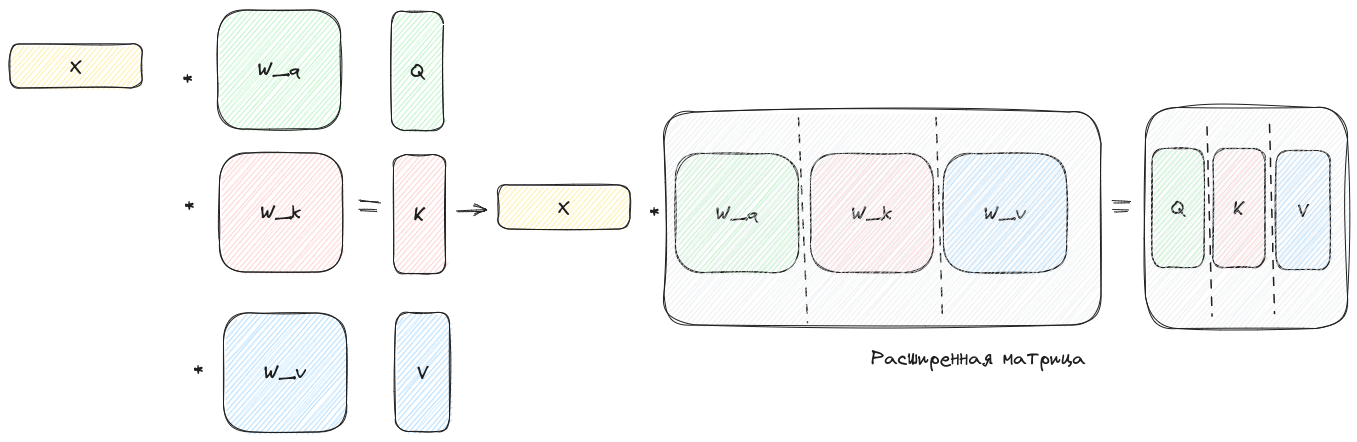 X * W_q Q
* W_k = K → X * W_q W_k W_v = Q K V
* W_v V
Расширенная матрица